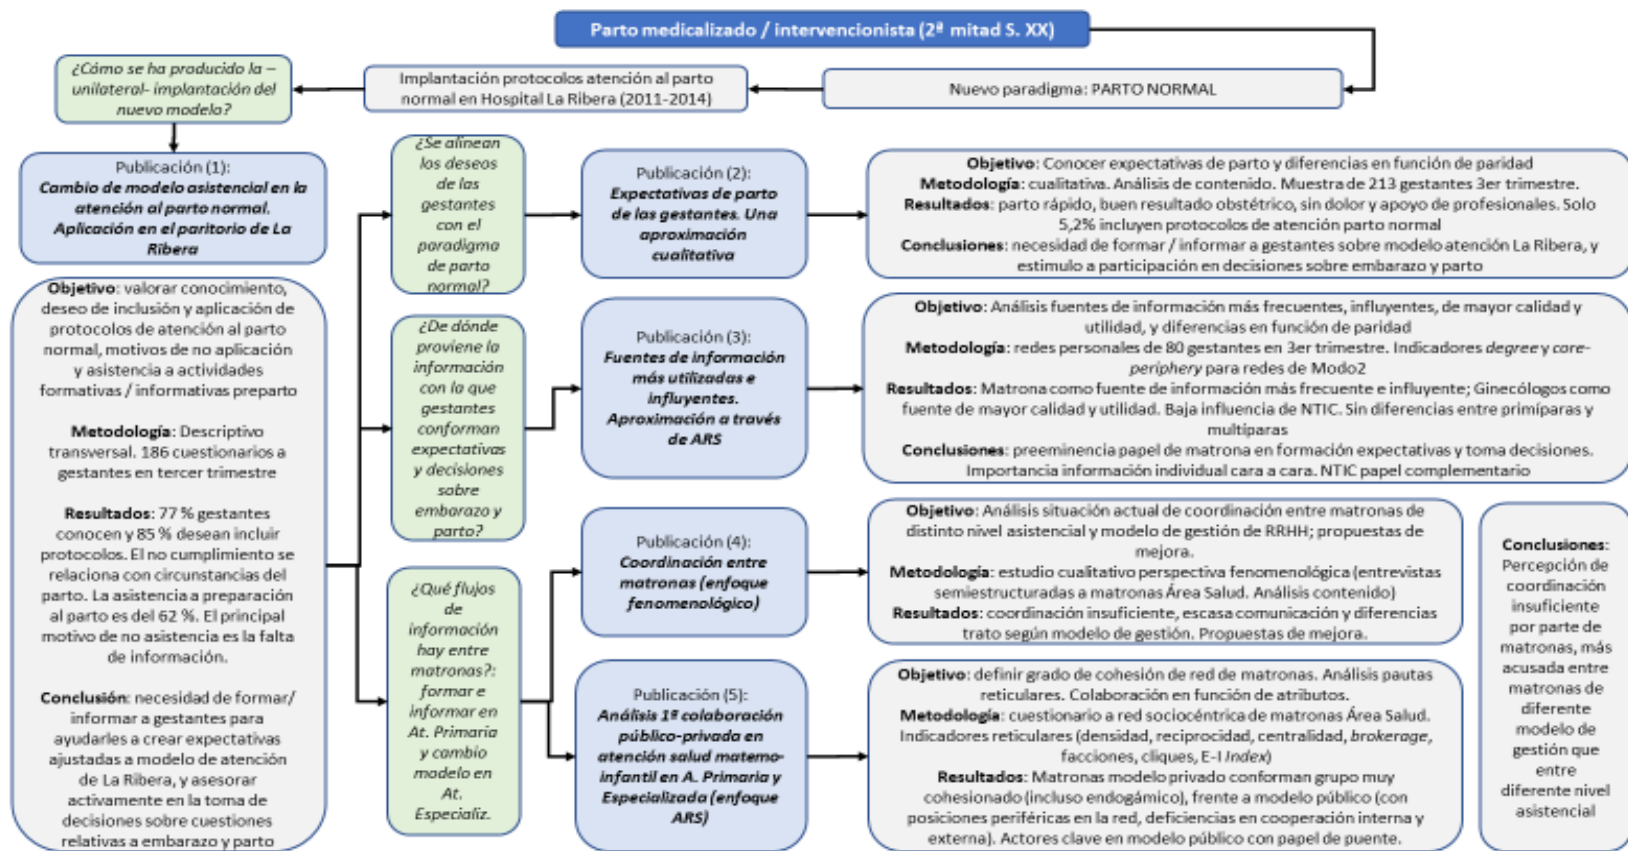 Parto medicalizado / intervencionista (2ª mitad S. XX)
¿Cómo se ha producido la –
unilateral- implantación del
nuevo modelo?
Implantación protocolos atención al parto
normal en Hospital La Ribera (2011-2014)
Nuevo paradigma: PARTO NORMAL
Publicación (1):
Cambio de modelo asistencial en la
atención al parto normal.
Aplicación en el paritorio de La
Ribera
Objetivo: valorar conocimiento,
deseo de inclusión y aplicación de
protocolos de atención al parto
normal, motivos de no aplicación
y asistencia a actividades
formativas / informativas preparto
Metodología: Descriptivo
transversal. 186 cuestionarios a
gestantes en tercer trimestre
Resultados: 77 % gestantes
conocen y 85 % desean incluir
protocolos. El no cumplimiento se
relaciona con circunstancias del
parto. La asistencia a preparación
al parto es del 62 %. El principal
motivo de no asistencia es la falta
de información.
Conclusión: necesidad de formar/
informar a gestantes para
ayudarles a crear expectativas
ajustadas a modelo de atención
de La Ribera, y asesorar
activamente en la toma de
decisiones sobre cuestiones
relativas a embarazo y parto
¿Se alinean
los deseos de
las
gestantes
con el
paradigma
de parto
normal?
Publicación (2):
Expectativas de parto
de las gestantes. Una
aproximación
cualitativa
Objetivo: Conocer expectativas de parto y diferencias en función de paridad
Metodología: cualitativa. Análisis de contenido. Muestra de 213 gestantes 3er trimestre.
Resultados: parto rápido, buen resultado obstétrico, sin dolor y apoyo de profesionales. Solo
5,2% incluyen protocolos de atención parto normal
Conclusiones: necesidad de formar / informar a gestantes sobre modelo atención La Ribera, y
estimulo a participación en decisiones sobre embarazo y parto
¿De dónde
proviene la
información
con la que
gestantes
conforman
expectativas
y decisiones
sobre
embarazo y
parto?
Publicación (3):
Fuentes de información
más utilizadas e
influyentes.
Aproximación a través
de ARS
Objetivo: Análisis fuentes de información más frecuentes, influyentes, de mayor calidad y
utilidad, y diferencias en función de paridad
Metodología: redes personales de 80 gestantes en 3er trimestre. Indicadores degree y core-
periphery para redes de Modo2
Resultados: Matrona como fuente de información más frecuente e influyente; Ginecólogos como
fuente de mayor calidad y utilidad. Baja influencia de NTIC. Sin diferencias entre primíparas y
multíparas
Conclusiones: preeminencia papel de matrona en formación expectativas y toma decisiones.
Importancia información individual cara a cara. NTIC papel complementario
¿Qué flujos de
información
hay entre
matronas?:
formar e
informar en
At. Primaria
y cambio
modelo en
At.
Especializ.
Publicación (4):
Coordinación entre
matronas (enfoque
fenomenológico)
Objetivo: Análisis situación actual de coordinación entre matronas de
distinto nivel asistencial y modelo de gestión de RRHH; propuestas de
mejora.
Metodología: estudio cualitativo perspectiva fenomenológica (entrevistas
semiestructuradas a matronas Área Salud. Análisis contenido)
Resultados: coordinación insuficiente, escasa comunicación y diferencias
trato según modelo de gestión. Propuestas de mejora.
Publicación (5):
Análisis 1ª colaboración
público-privada en
atención salud materno-
infantil en A. Primaria y
Especializada (enfoque
ARS)
Objetivo: definir grado de cohesión de red de matronas. Análisis pautas
reticulares. Colaboración en función de atributos.
Metodología: cuestionario a red sociocéntrica de matronas Área Salud.
Indicadores reticulares (densidad, reciprocidad, centralidad, brokerage,
facciones, cliques, E-I Index)
Resultados: Matronas modelo privado conforman grupo muy
cohesionado (incluso endogámico), frente a modelo público (con
posiciones periféricas en la red, deficiencias en cooperación interna y
externa). Actores clave en modelo público con papel de puente.
Conclusiones:
Percepción de
coordinación
insuficiente
por parte de
matronas, más
acusada entre
matronas de
diferente
modelo de
gestión que
entre
diferente nivel
asistencial